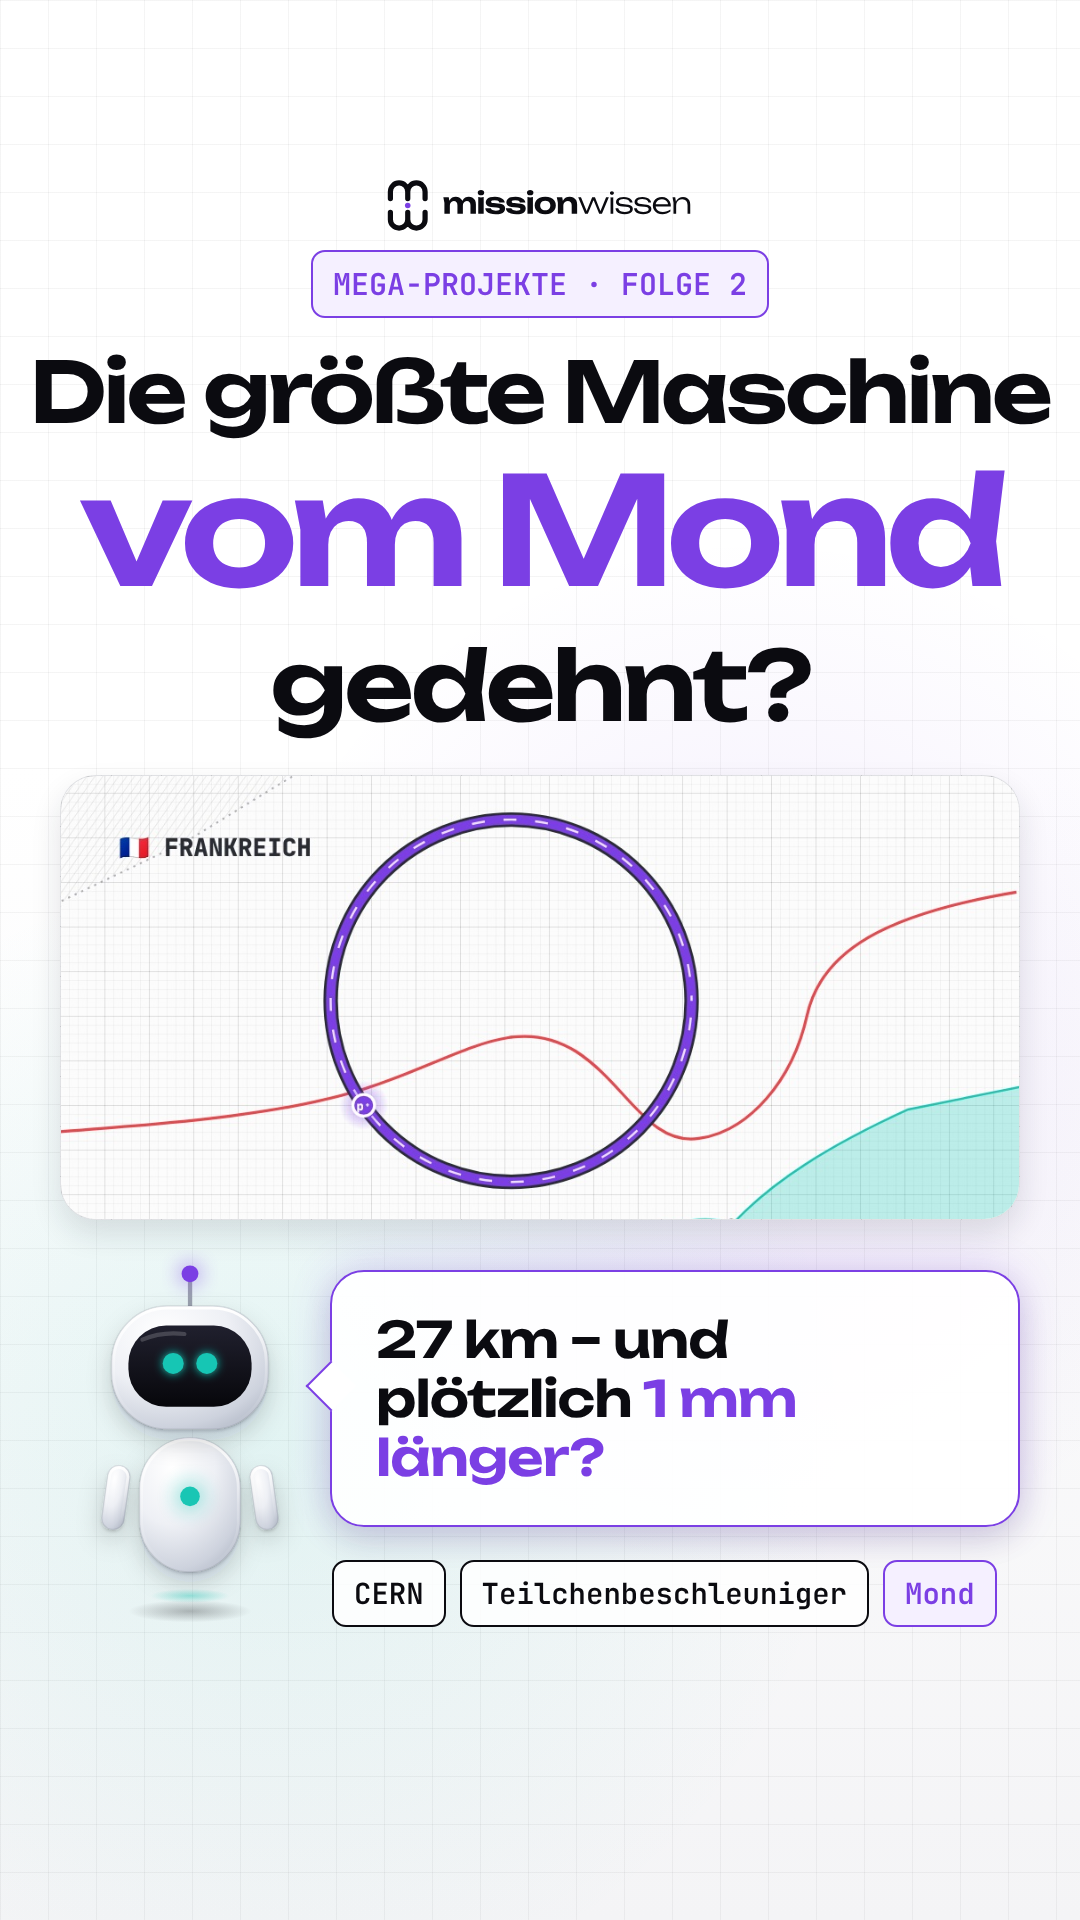 missionwissen
MEGA-PROJEKTE · FOLGE 2
Die größte Maschine
vom Mond
gedehnt?
🇫🇷 FRANKREICH
p⁺
27 km – und
plötzlich 1 mm
länger?
CERN Teilchenbeschleuniger Mond